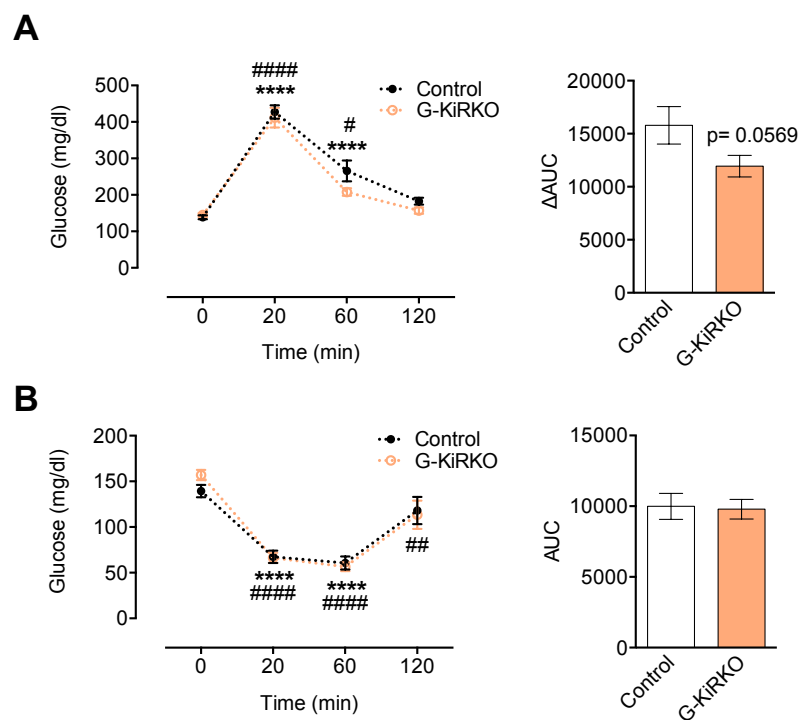 A
Glucose (mg/dl)
500
400
300
200
100
0
####
****
#
****
Control
G-KiRKO
0 20 60 120
Time (min)
ΔAUC
20000
15000
10000
5000
0
p= 0.0569
Control
G-KiRKO
B
Glucose (mg/dl)
200
150
100
50
0
Control
G-KiRKO
****
####
****
####
##
0 20 60 120
Time (min)
AUC
15000
10000
5000
0
Control
G-KiRKO